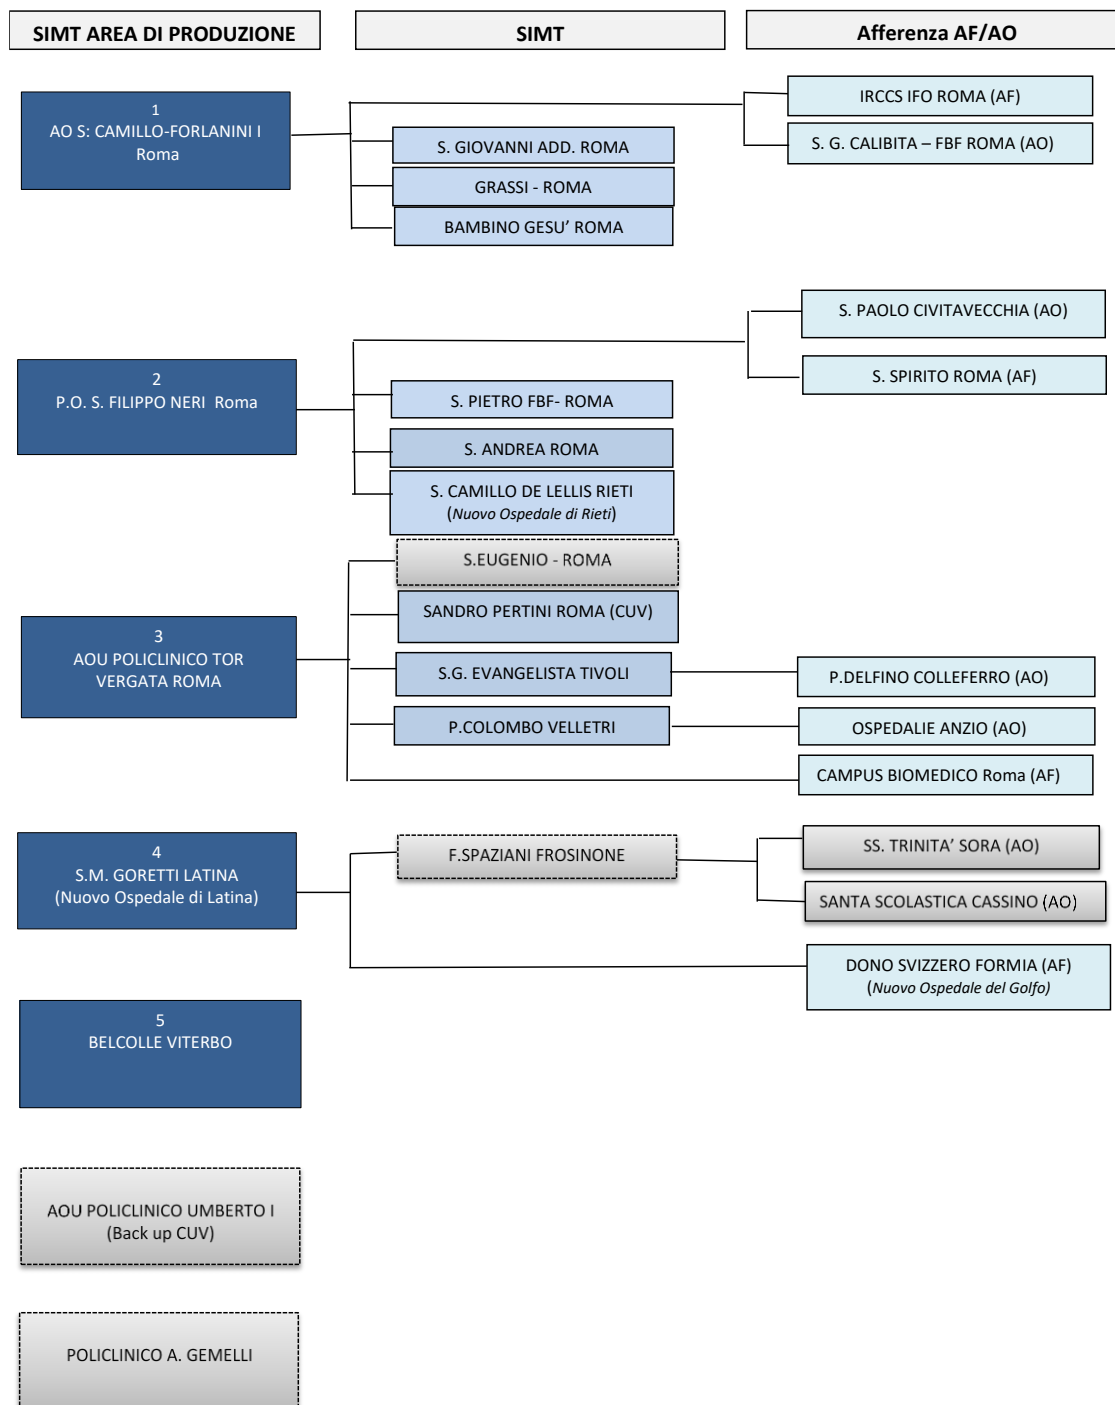 SIMT AREA DI PRODUZIONE
SIMT
Afferenza AF/AO
1
AO S: CAMILLO-FORLANINI I
Roma
IRCCS IFO ROMA (AF)
S. G. CALIBITA – FBF ROMA (AO)
S. GIOVANNI ADD. ROMA
GRASSI - ROMA
BAMBINO GESU’ ROMA
2
P.O. S. FILIPPO NERI Roma
S. PAOLO CIVITAVECCHIA (AO)
S. SPIRITO ROMA (AF)
S. PIETRO FBF- ROMA
S. ANDREA ROMA
S. CAMILLO DE LELLIS RIETI
(Nuovo Ospedale di Rieti)
3
AOU POLICLINICO TOR
VERGATA ROMA
S.EUGENIO - ROMA
SANDRO PERTINI ROMA (CUV)
S.G. EVANGELISTA TIVOLI
P.DELFINO COLLEFERRO (AO)
P.COLOMBO VELLETRI
OSPEDALIE ANZIO (AO)
CAMPUS BIOMEDICO Roma (AF)
4
S.M. GORETTI LATINA
(Nuovo Ospedale di Latina)
F.SPAZIANI FROSINONE
SS. TRINITA’ SORA (AO)
SANTA SCOLASTICA CASSINO (AO)
DONO SVIZZERO FORMIA (AF)
(Nuovo Ospedale del Golfo)
5
BELCOLLE VITERBO
AOU POLICLINICO UMBERTO I
(Back up CUV)
POLICLINICO A. GEMELLI